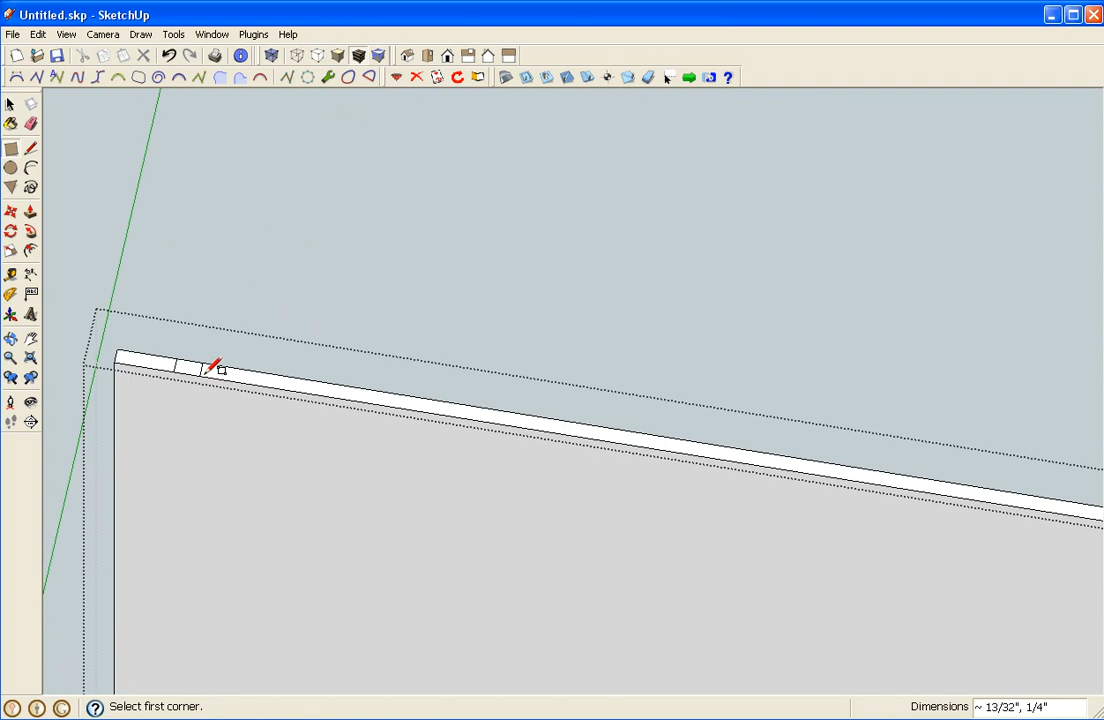 Untitled.skp - SketchUp
File Edit View Camera Draw Tools Window Plugins Help
Select first corner.
Dimensions ~ 13/32", 1/4"